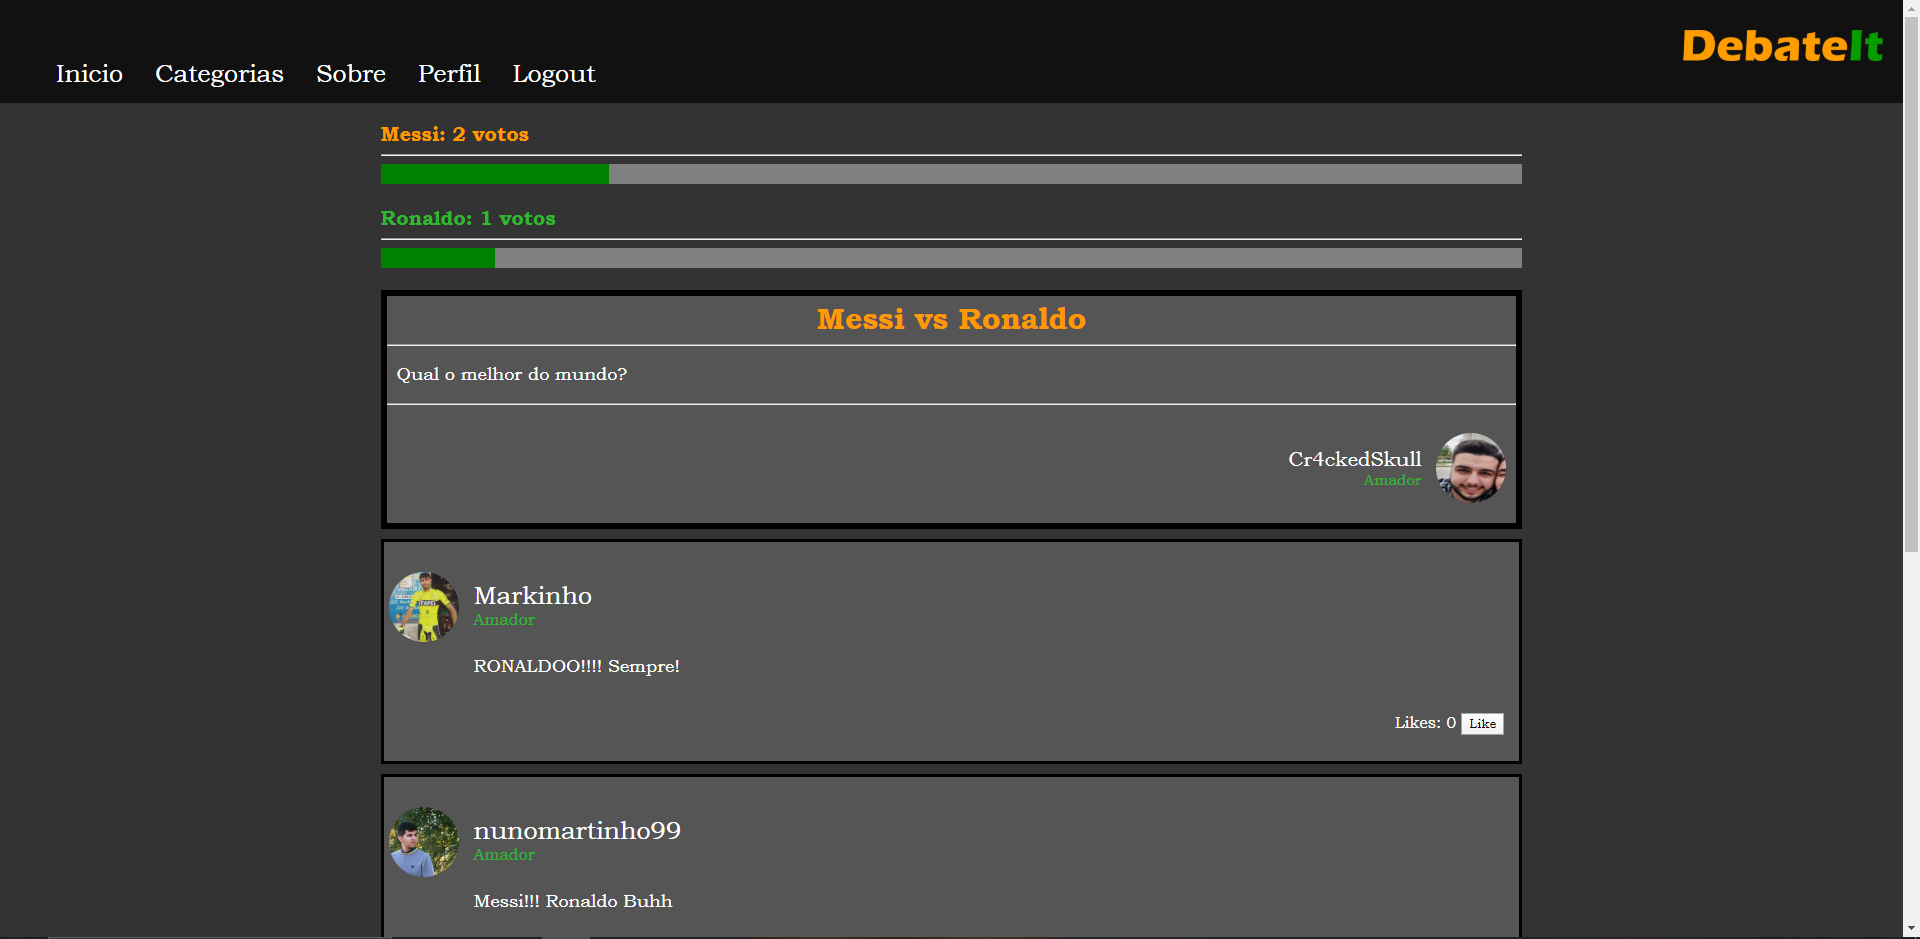 Inicio Categorias Sobre Perfil Logout
DebateIt
Messi: 2 votos
Ronaldo: 1 votos
Messi vs Ronaldo
Qual o melhor do mundo?
Cr4ckedSkull
Amador
Markinho
Amador
RONALDOO!!!! Sempre!
Likes: 0 Like
nunomartinho99
Amador
Messi!!! Ronaldo Buhh